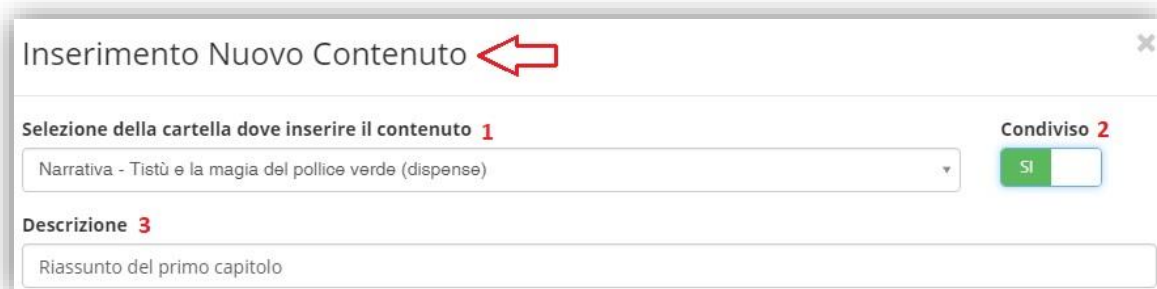 Inserimento Nuovo Contenuto
×
Selezione della cartella dove inserire il contenuto 1
Condiviso 2
Narrativa - Tistù e la magia del pollice verde (dispense)
SI
Descrizione 3
Riassunto del primo capitolo